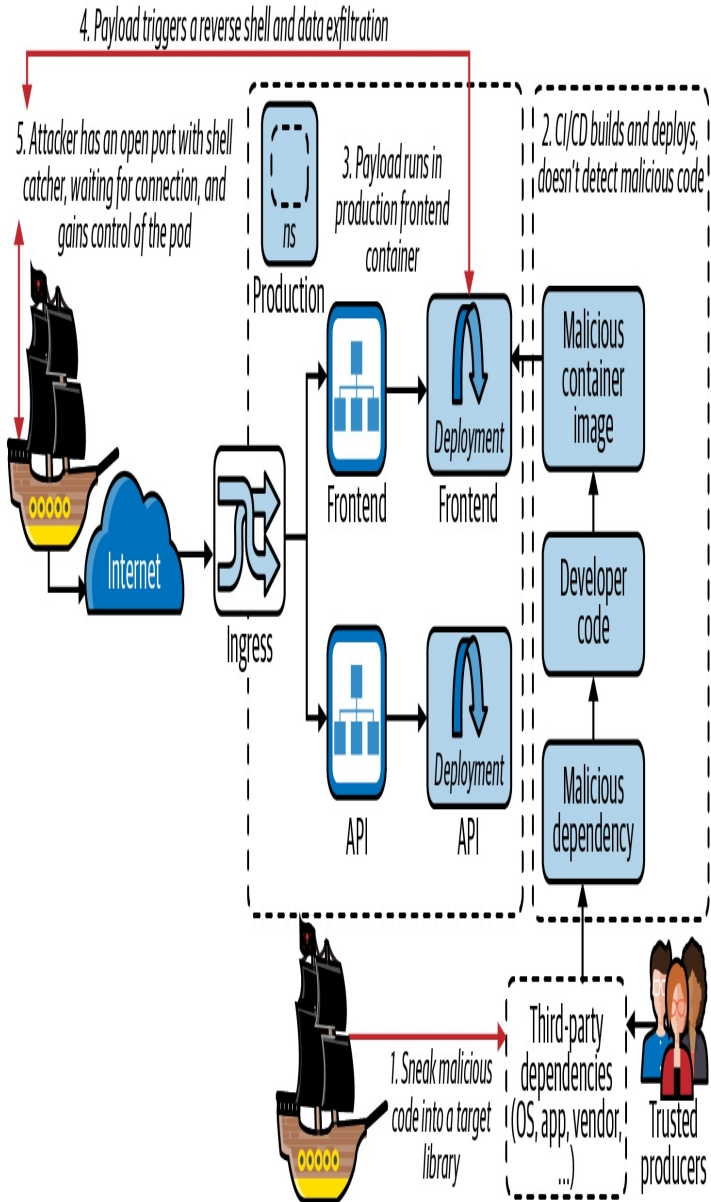 4. Payload triggers a reverse shell and data exfiltration
5. Attacker has an open port with shell
catcher, waiting for connection, and
gains control of the pod
ns
Production
3. Payload runs in
production frontend
container
2. CI/CD builds and deploys,
doesn't detect malicious code
Malicious
container
image
Deployment
Frontend
Frontend
Internet
Ingress
Developer
code
Deployment
API
API
Malicious
dependency
1. Sneak malicious
code into a target
library
Third-party
dependencies
(OS, app, vendor,
...)
Trusted
producers